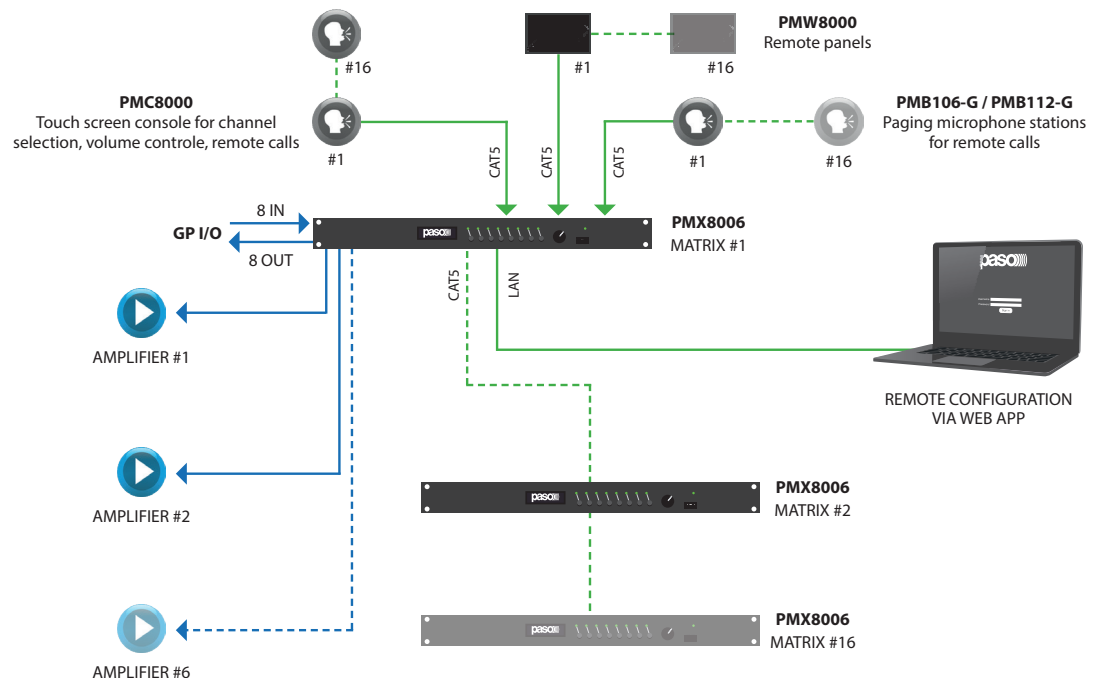 #16
PMC8000
Touch screen console for channel
selection, volume controle, remote calls
#1
#1
#16
PMW8000
Remote panels
PMB106-G / PMB112-G
Paging microphone stations
for remote calls
#1
#16
CAT5
CAT5
CAT5
8 IN
GP I/O
8 OUT
paso
PMX8006
MATRIX #1
CAT5
LAN
paso
REMOTE CONFIGURATION
VIA WEB APP
AMPLIFIER #1
AMPLIFIER #2
paso
PMX8006
MATRIX #2
AMPLIFIER #6
paso
PMX8006
MATRIX #16